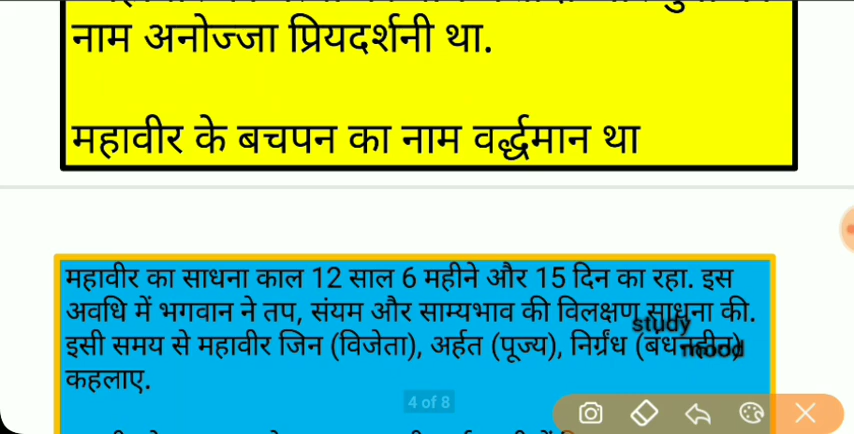 नाम अनोज्जा प्रियदर्शनी था.
महावीर के बचपन का नाम वर्द्धमान था
महावीर का साधना काल 12 साल 6 महीने और 15 दिन का रहा. इस
अवधि में भगवान ने तप, संयम और साम्यभाव की विलक्षण साधना की.
इसी समय से महावीर जिन (विजेता), अर्हत (पूज्य), निर्ग्रंध (बंधनहीन)
कहलाए.
study
mood
4 of 8